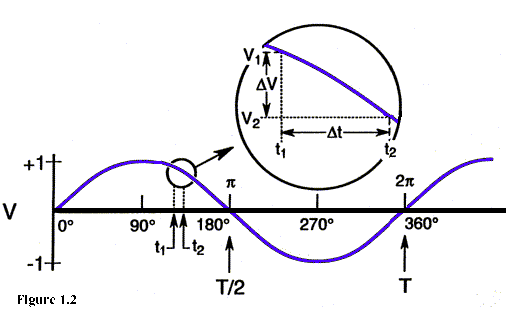 V₁
ΔV
V₂
Δt
t₁ t₂
+1
π 2π
V
0° 90° 180° 270° 360°
t₁ t₂
-1
T/2 T
Figure 1.2